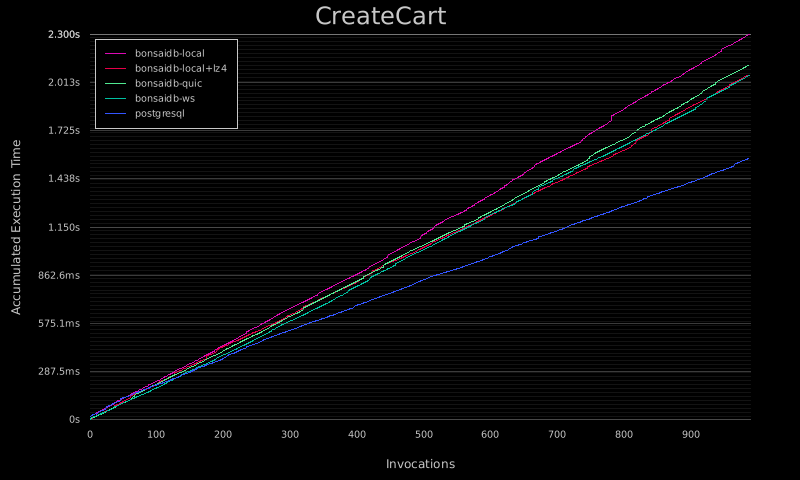 CreateCart
2.300s
bonsaidb-local
bonsaidb-local+lz4
bonsaidb-quic
bonsaidb-ws
postgresql
2.013s
1.725s
1.438s
1.150s
862.6ms
575.1ms
287.5ms
0s
Accumulated Execution Time
0 100 200 300 400 500 600 700 800 900
Invocations